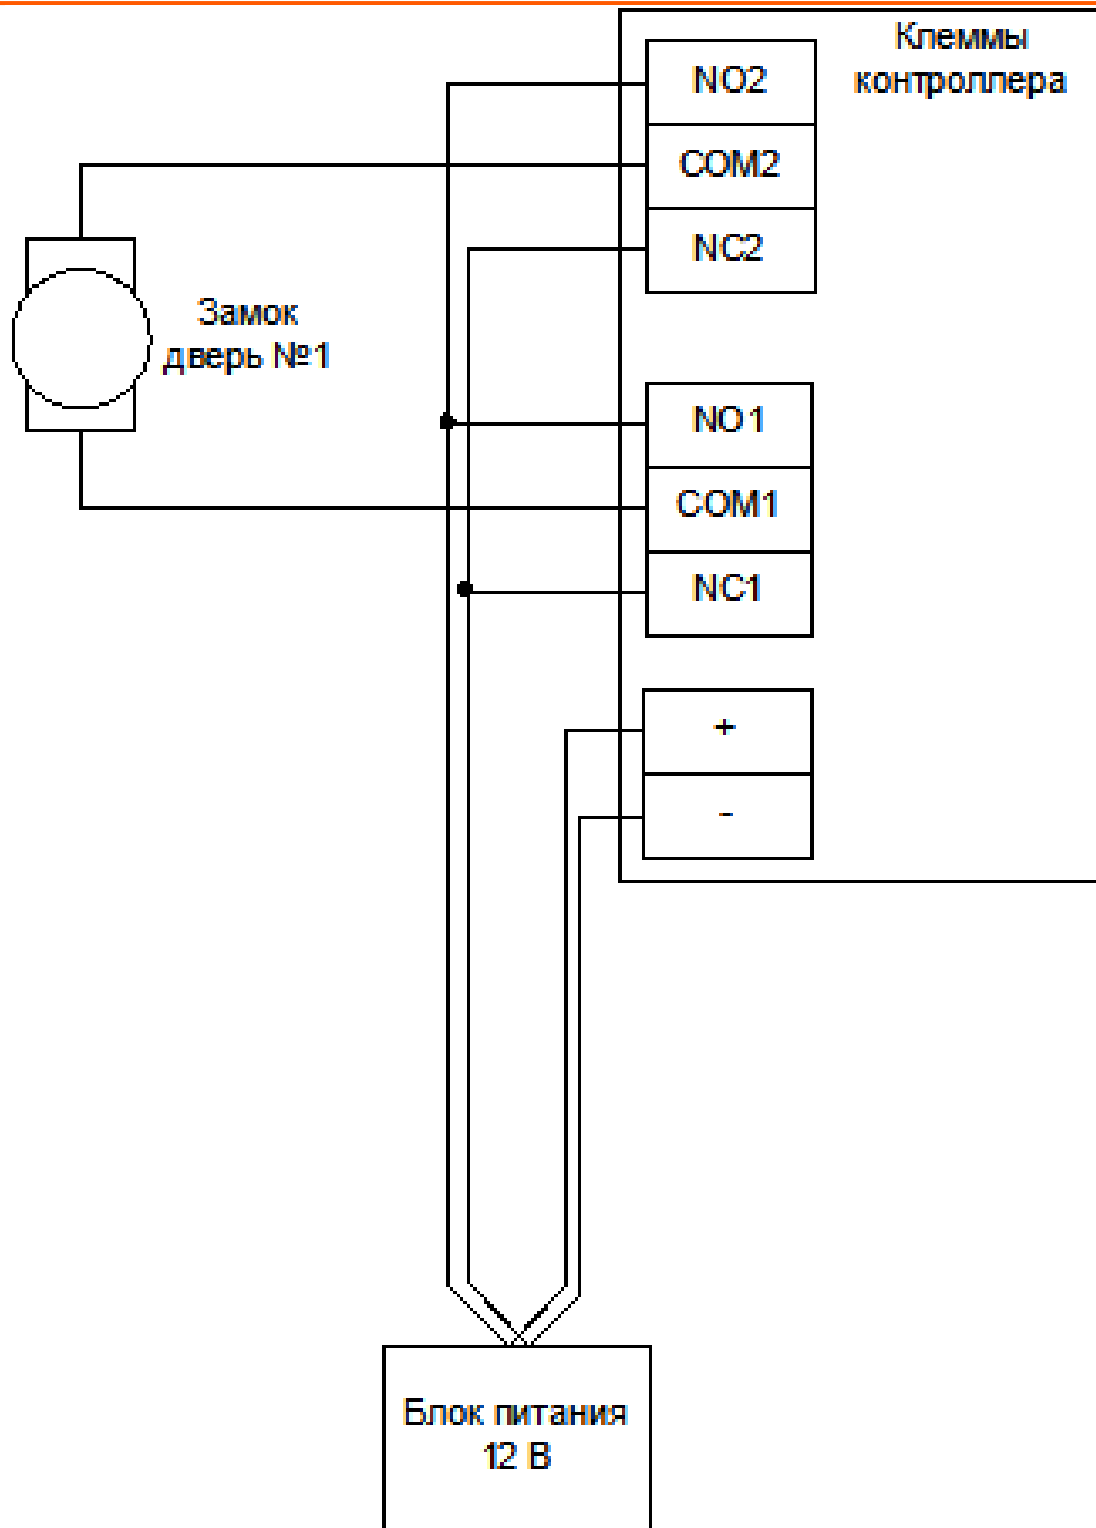 Клеммы
контроллера
NO2
COM2
NC2
Замок
дверь №1
NO1
COM1
NC1
+
-
Блок питания
12 В